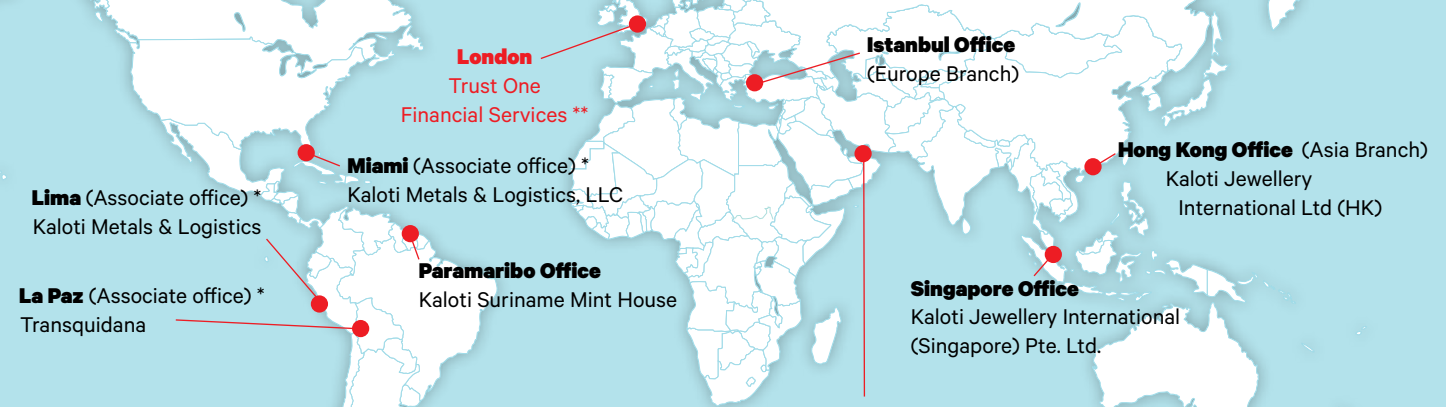 London
Trust One
Financial Services **
Istanbul Office
(Europe Branch)
Miami (Associate office) *
Kaloti Metals & Logistics, LLC
Hong Kong Office (Asia Branch)
Kaloti Jewellery
International Ltd (HK)
Lima (Associate office) *
Kaloti Metals & Logistics
Paramaribo Office
Kaloti Suriname Mint House
La Paz (Associate office) *
Transquidana
Singapore Office
Kaloti Jewellery International
(Singapore) Pte. Ltd.